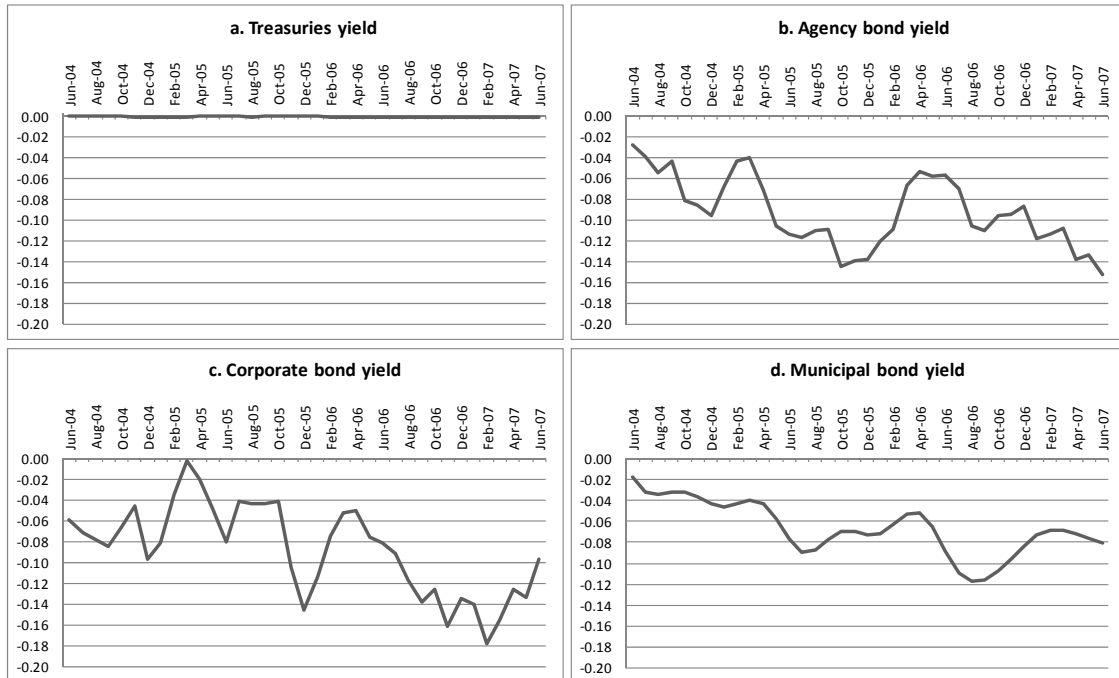 a. Treasuries yield
Jun-04
Aug-04
Oct-04
Dec-04
Feb-05
Apr-05
Jun-05
Aug-05
Oct-05
Dec-05
Feb-06
Apr-06
Jun-06
Aug-06
Oct-06
Dec-06
Feb-07
Apr-07
Jun-07
0.00
-0.02
-0.04
-0.06
-0.08
-0.10
-0.12
-0.14
-0.16
-0.18
-0.20
b. Agency bond yield
Jun-04
Aug-04
Oct-04
Dec-04
Feb-05
Apr-05
Jun-05
Aug-05
Oct-05
Dec-05
Feb-06
Apr-06
Jun-06
Aug-06
Oct-06
Dec-06
Feb-07
Apr-07
Jun-07
0.00
-0.02
-0.04
-0.06
-0.08
-0.10
-0.12
-0.14
-0.16
-0.18
-0.20
c. Corporate bond yield
Jun-04
Aug-04
Oct-04
Dec-04
Feb-05
Apr-05
Jun-05
Aug-05
Oct-05
Dec-05
Feb-06
Apr-06
Jun-06
Aug-06
Oct-06
Dec-06
Feb-07
Apr-07
Jun-07
0.00
-0.02
-0.04
-0.06
-0.08
-0.10
-0.12
-0.14
-0.16
-0.18
-0.20
d. Municipal bond yield
Jun-04
Aug-04
Oct-04
Dec-04
Feb-05
Apr-05
Jun-05
Aug-05
Oct-05
Dec-05
Feb-06
Apr-06
Jun-06
Aug-06
Oct-06
Dec-06
Feb-07
Apr-07
Jun-07
0.00
-0.02
-0.04
-0.06
-0.08
-0.10
-0.12
-0.14
-0.16
-0.18
-0.20